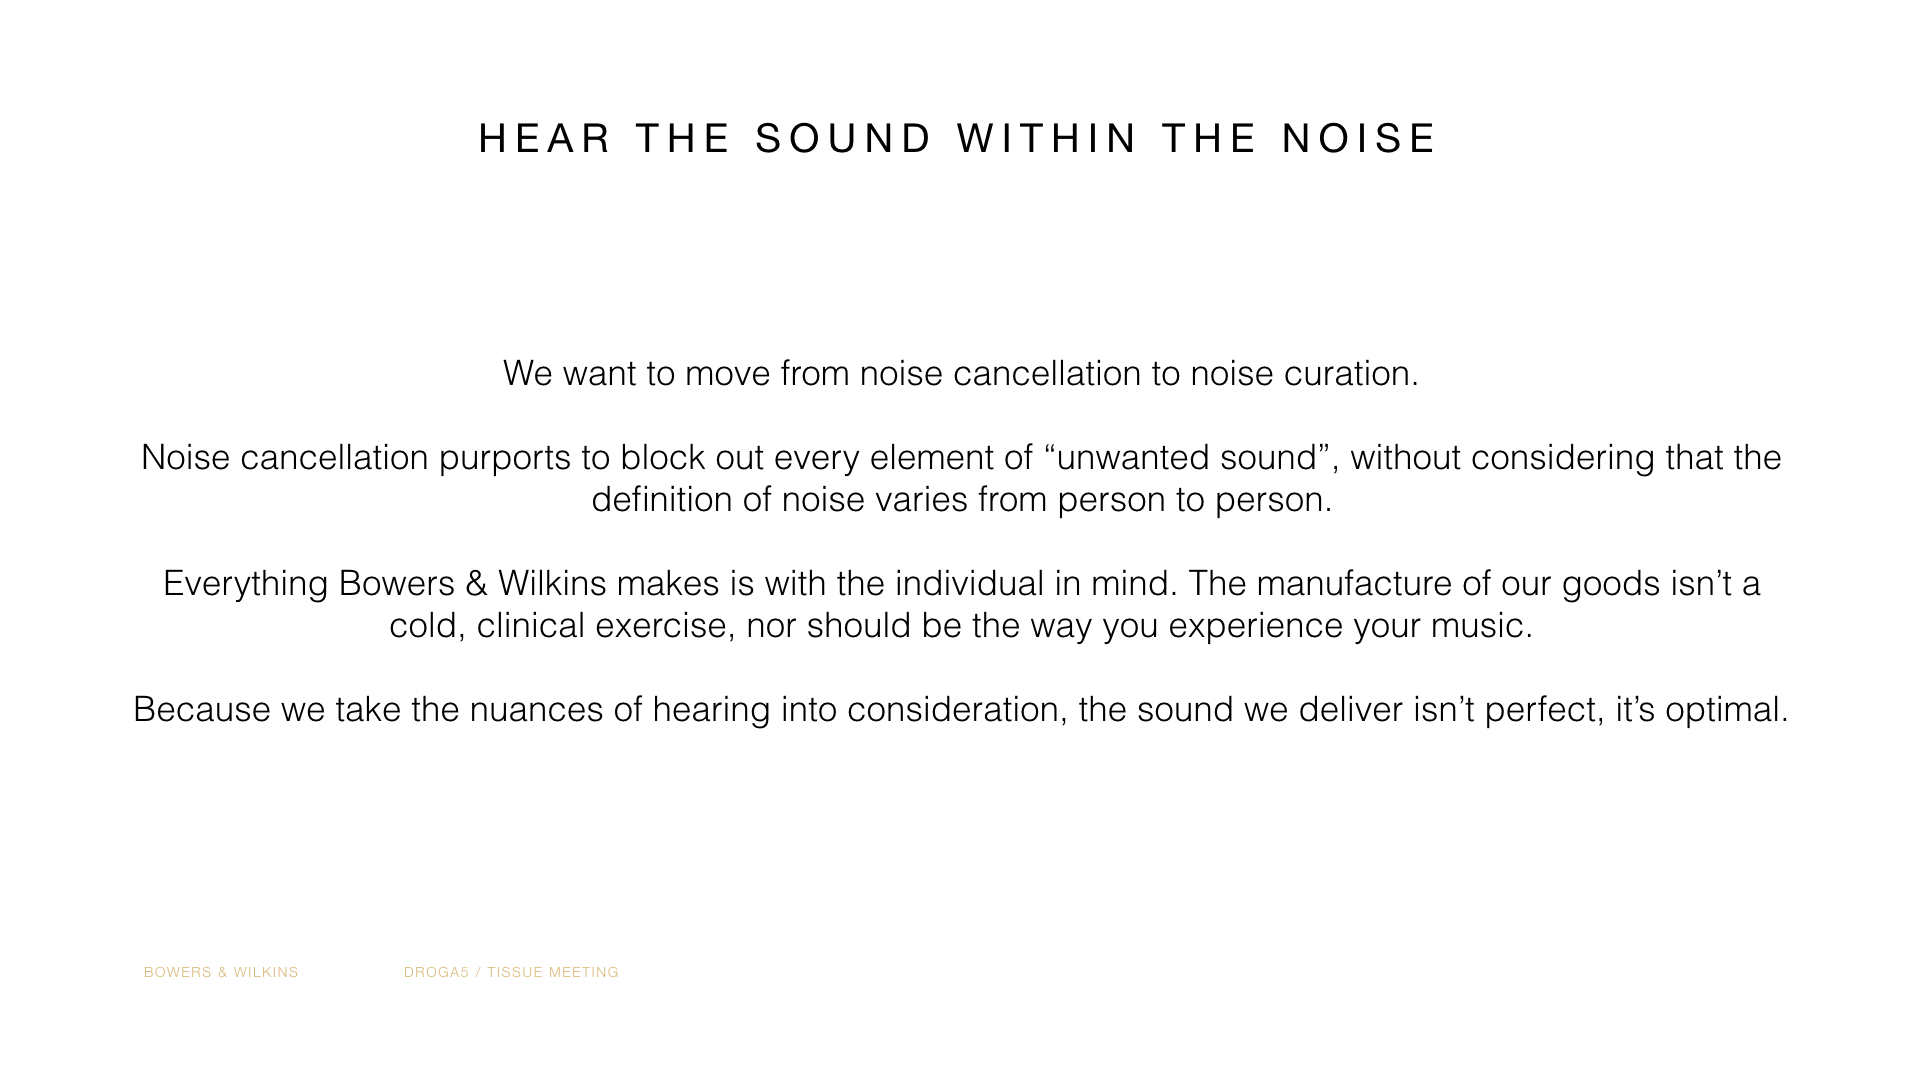 HEAR THE SOUND WITHIN THE NOISE
We want to move from noise cancellation to noise curation.
Noise cancellation purports to block out every element of “unwanted sound”, without considering that the
definition of noise varies from person to person.
Everything Bowers & Wilkins makes is with the individual in mind. The manufacture of our goods isn’t a
cold, clinical exercise, nor should be the way you experience your music.
Because we take the nuances of hearing into consideration, the sound we deliver isn’t perfect, it’s optimal.
BOWERS & WILKINS
DROGA5 / TISSUE MEETING